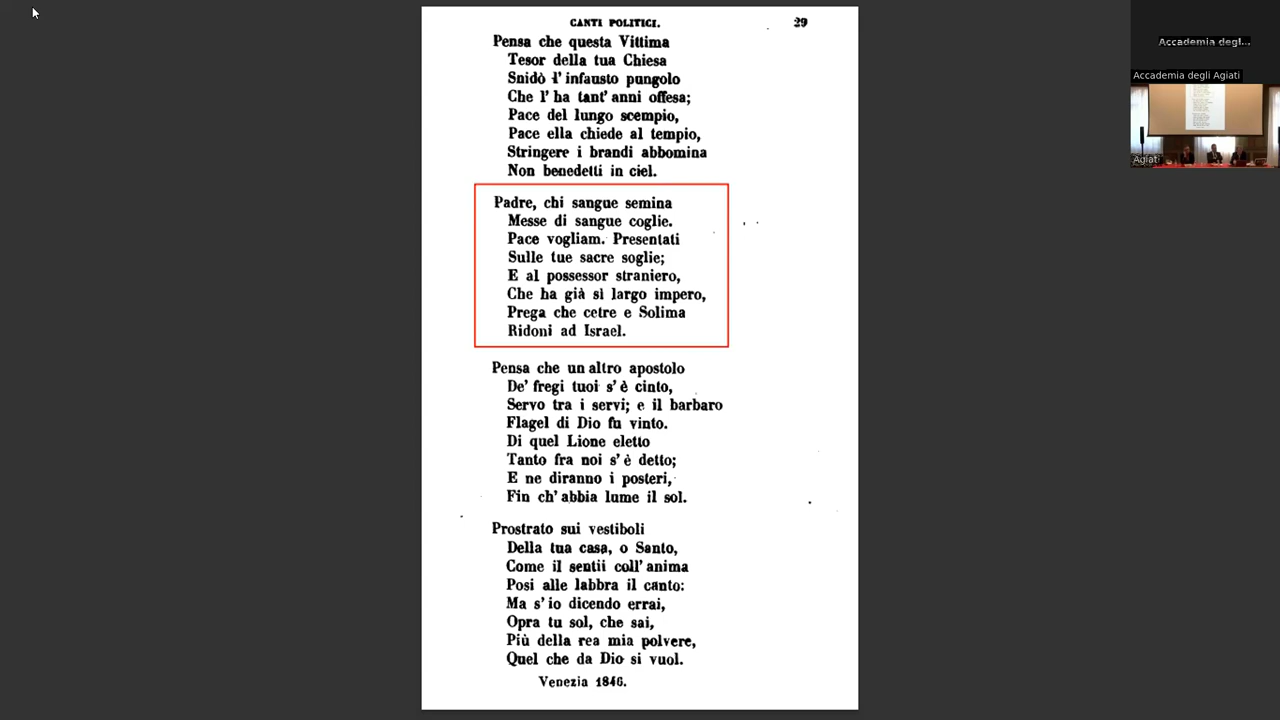 CANTI POLITICI. 29
Pensa che questa Vittima
Tesor della tua Chiesa
Snidò l'infausto pungolo
Che l'ha tant'anni offesa;
Pace del lungo scempio,
Pace ella chiede al tempio,
Stringere i brandi abbomina
Non benedetti in ciel.
Padre, chi sangue semina
Messe di sangue coglie.
Pace vogliam. Presentati
Sulle tue sacre soglie;
E al possessor straniero,
Che ha già sì largo impero,
Prega che cetre e Solima
Ridoni ad Israel.
Pensa che un altro apostolo
De' fregi tuoi s'è cinto,
Servo tra i servi; e il barbaro
Flagel di Dio fu vinto.
Di quel Lione eletto
Tanto fra noi s'è detto;
E ne diranno i posteri,
Fin ch'abbia lume il sol.
Prostrato sui vestiboli
Della tua casa, o Santo,
Come il sentii coll'anima
Posi alle labbra il canto:
Ma s'io dicendo errai,
Opra tu sol, che sai,
Più della rea mia polvere,
Quel che da Dio si vuol.
Venezia 1846.
Accademia degl...
Accademia degli Agiati
Agiati